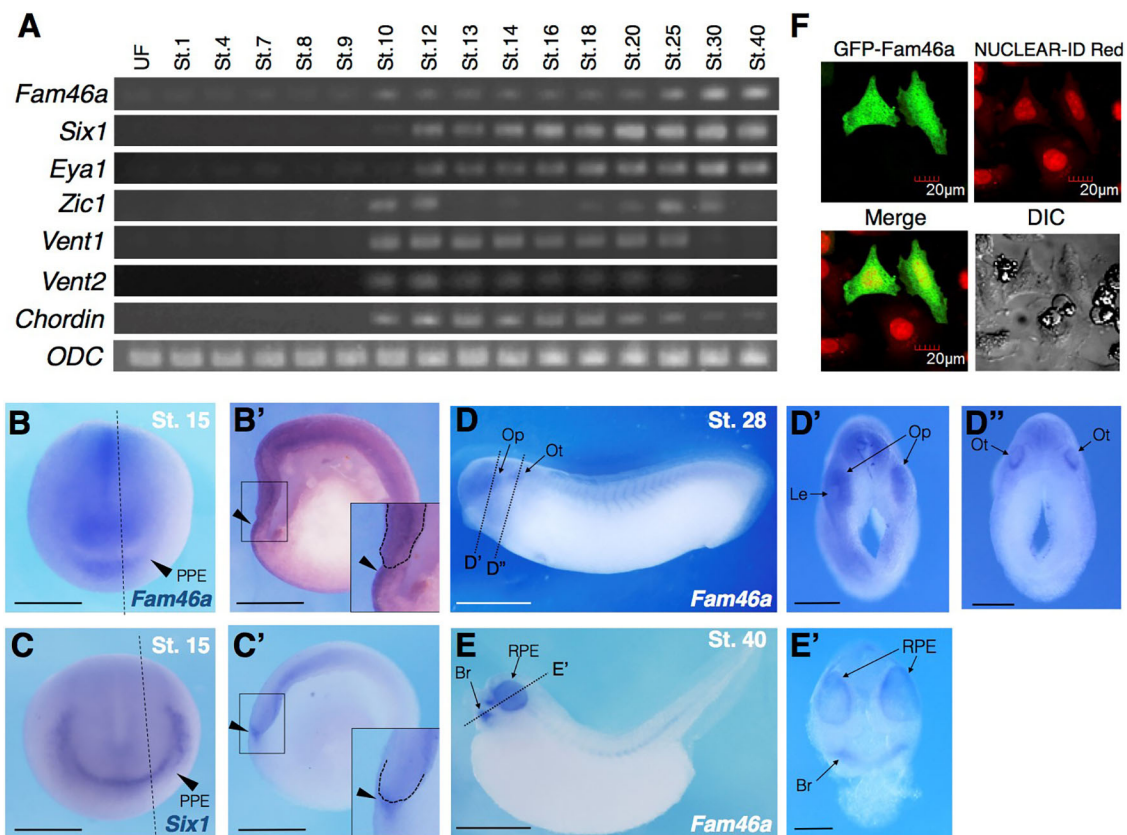 A
UF St.1 St.4 St.7 St.8 St.9 St.10 St.12 St.13 St.14 St.16 St.18 St.20 St.25 St.30 St.40
Fam46a
Six1
Eya1
Zic1
Vent1
Vent2
Chordin
ODC
F
GFP-Fam46a NUCLEAR-ID Red
20μm 20μm
Merge DIC
20μm
B St. 15
PPE
Fam46a
B'
D St. 28
Op
Ot
D' D"
Fam46a
D'
Op
Le
D"
Ot Ot
C St. 15
PPE
Six1
C'
E St. 40
RPE
Br E'
Fam46a
E'
RPE
Br